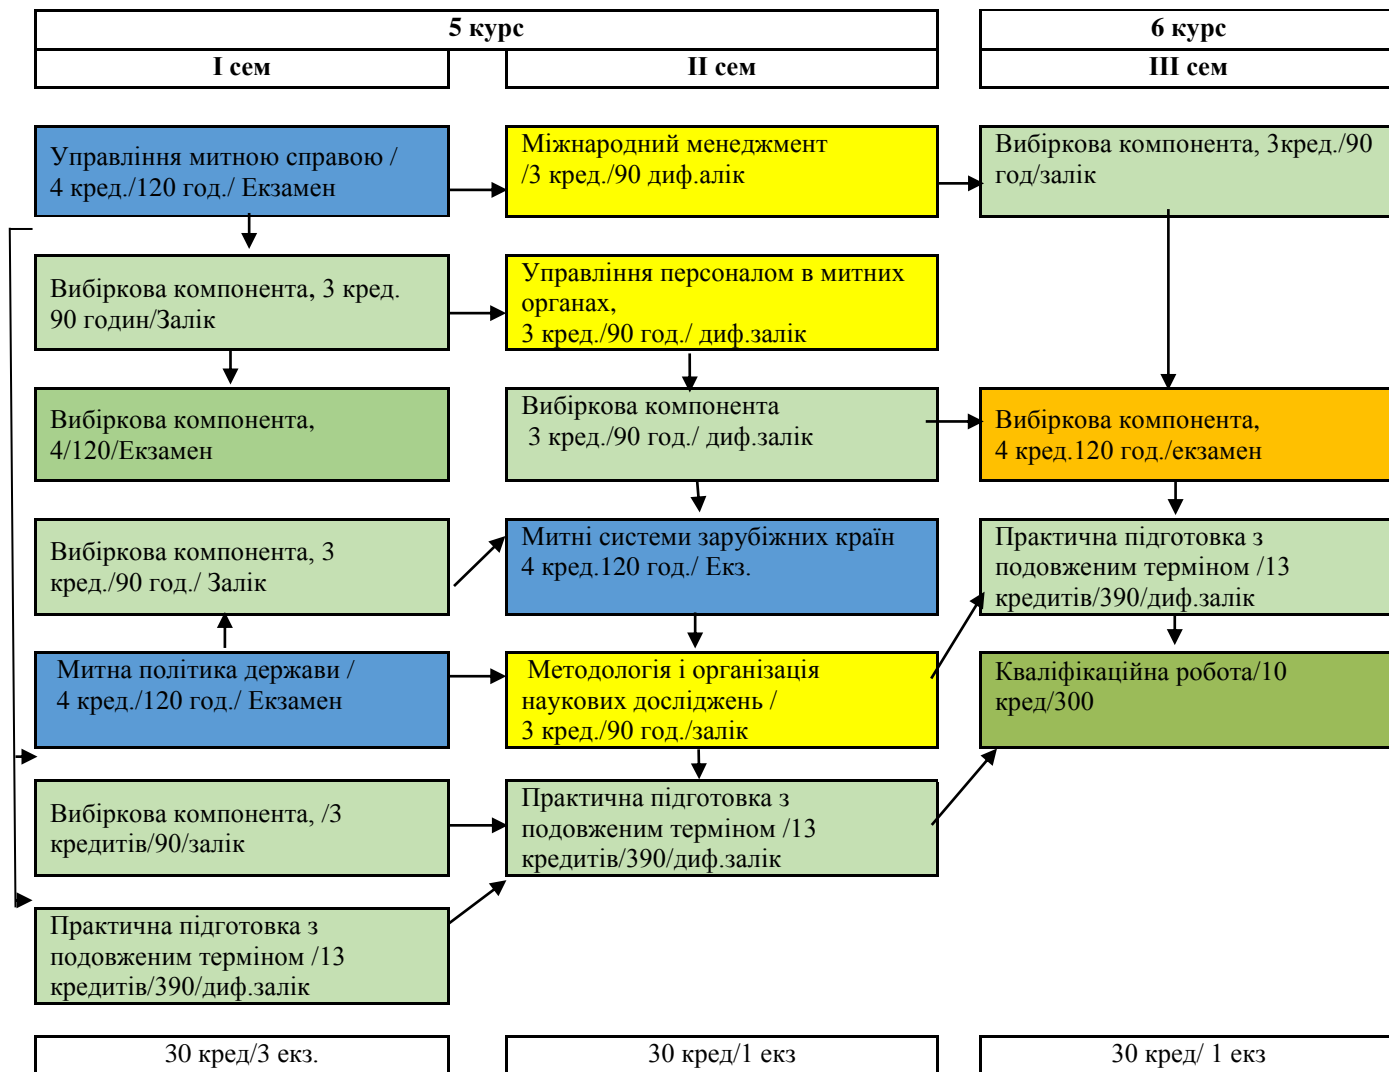 5 курс
6 курс
І сем
ІІ сем
ІІІ сем
Управління митною справою /
4 кред./120 год./ Екзамен
Вибіркова компонента, 3 кред.
90 годин/Залік
Вибіркова компонента,
4/120/Екзамен
Вибіркова компонента, 3
кред./90 год./ Залік
Митна політика держави /
4 кред./120 год./ Екзамен
Вибіркова компонента, /3
кредитів/90/залік
Практична підготовка з
подовженим терміном /13
кредитів/390/диф.залік
Міжнародний менеджмент
/3 кред./90 диф.алік
Управління персоналом в митних
органах,
3 кред./90 год./ диф.залік
Вибіркова компонента
3 кред./90 год./ диф.залік
Митні системи зарубіжних країн
4 кред.120 год./ Екз.
Методологія і організація
наукових досліджень /
3 кред./90 год./залік
Практична підготовка з
подовженим терміном /13
кредитів/390/диф.залік
Вибіркова компонента, 3кред./90
год/залік
Вибіркова компонента,
4 кред.120 год./екзамен
Практична підготовка з
подовженим терміном /13
кредитів/390/диф.залік
Кваліфікаційна робота/10
кред/300
30 кред/3 екз.
30 кред/1 екз
30 кред/ 1 екз